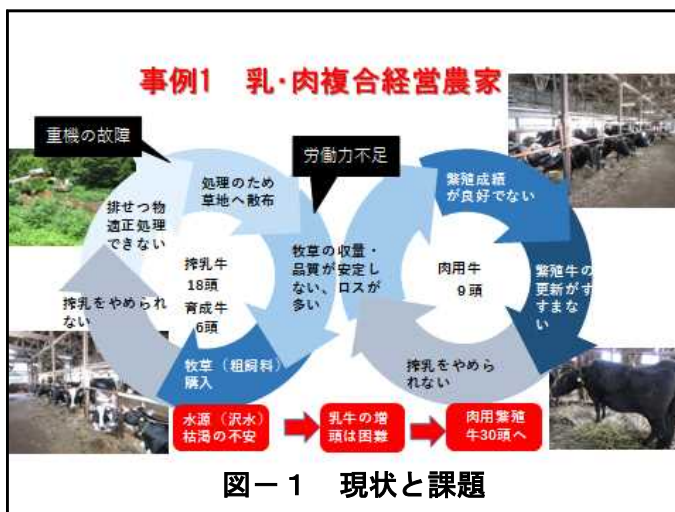 事例1 乳・肉複合経営農家
重機の故障
労働力不足
処理のため
草地へ散布
排せつ物
適正処理
できない
搾乳をやめられ
ない
搾乳牛
18頭
育成牛
6頭
牧草(粗飼料)
購入
牧草の収量・
品質が安定し
ない、ロスが
多い
繁殖成績
が良好でない
肉用牛
9頭
繁殖牛の
更新がす
すまな
い
搾乳をやめら
れない
水源(沢水)
枯渇の不安
乳牛の増
頭は困難
肉用繁殖
牛30頭へ
図-1 現状と課題